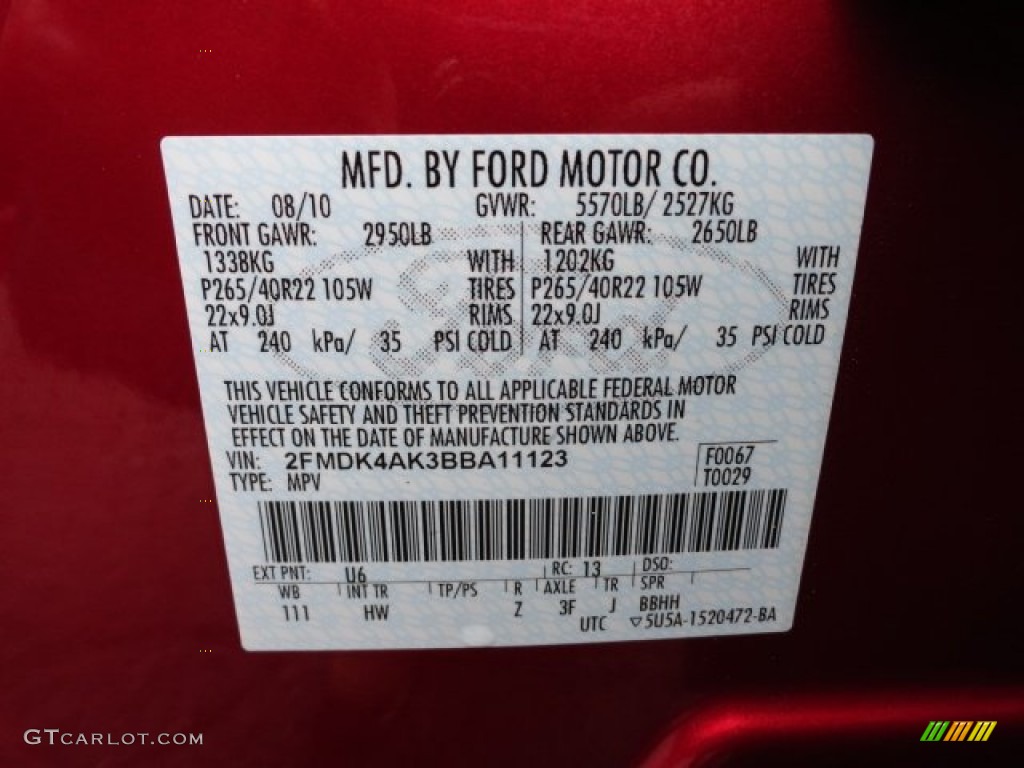 MFD. BY FORD MOTOR CO.
DATE: 08/10 GVWR: 5570LB/ 2527KG
FRONT GAWR: 2950LB REAR GAWR: 2650LB
1338KG WITH 1202KG WITH
P265/40R22 105W TIRES P265/40R22 105W TIRES
22x9.0J RIMS 22x9.0J RIMS
AT 240 kPa/ 35 PSI COLD AT 240 kPa/ 35 PSI COLD
THIS VEHICLE CONFORMS TO ALL APPLICABLE FEDERAL MOTOR
VEHICLE SAFETY AND THEFT PREVENTION STANDARDS IN
EFFECT ON THE DATE OF MANUFACTURE SHOWN ABOVE.
VIN: 2FMDK4AK3BBA11123 F0067
TYPE: MPV T0029
EXT PNT: U6 RC: 13 DSO:
WB INT TR TP/PS R AXLE TR SPR
111 HW Z 3F J BBHH
UTC ▽5U5A-1520472-BA
GTCARLOT.COM